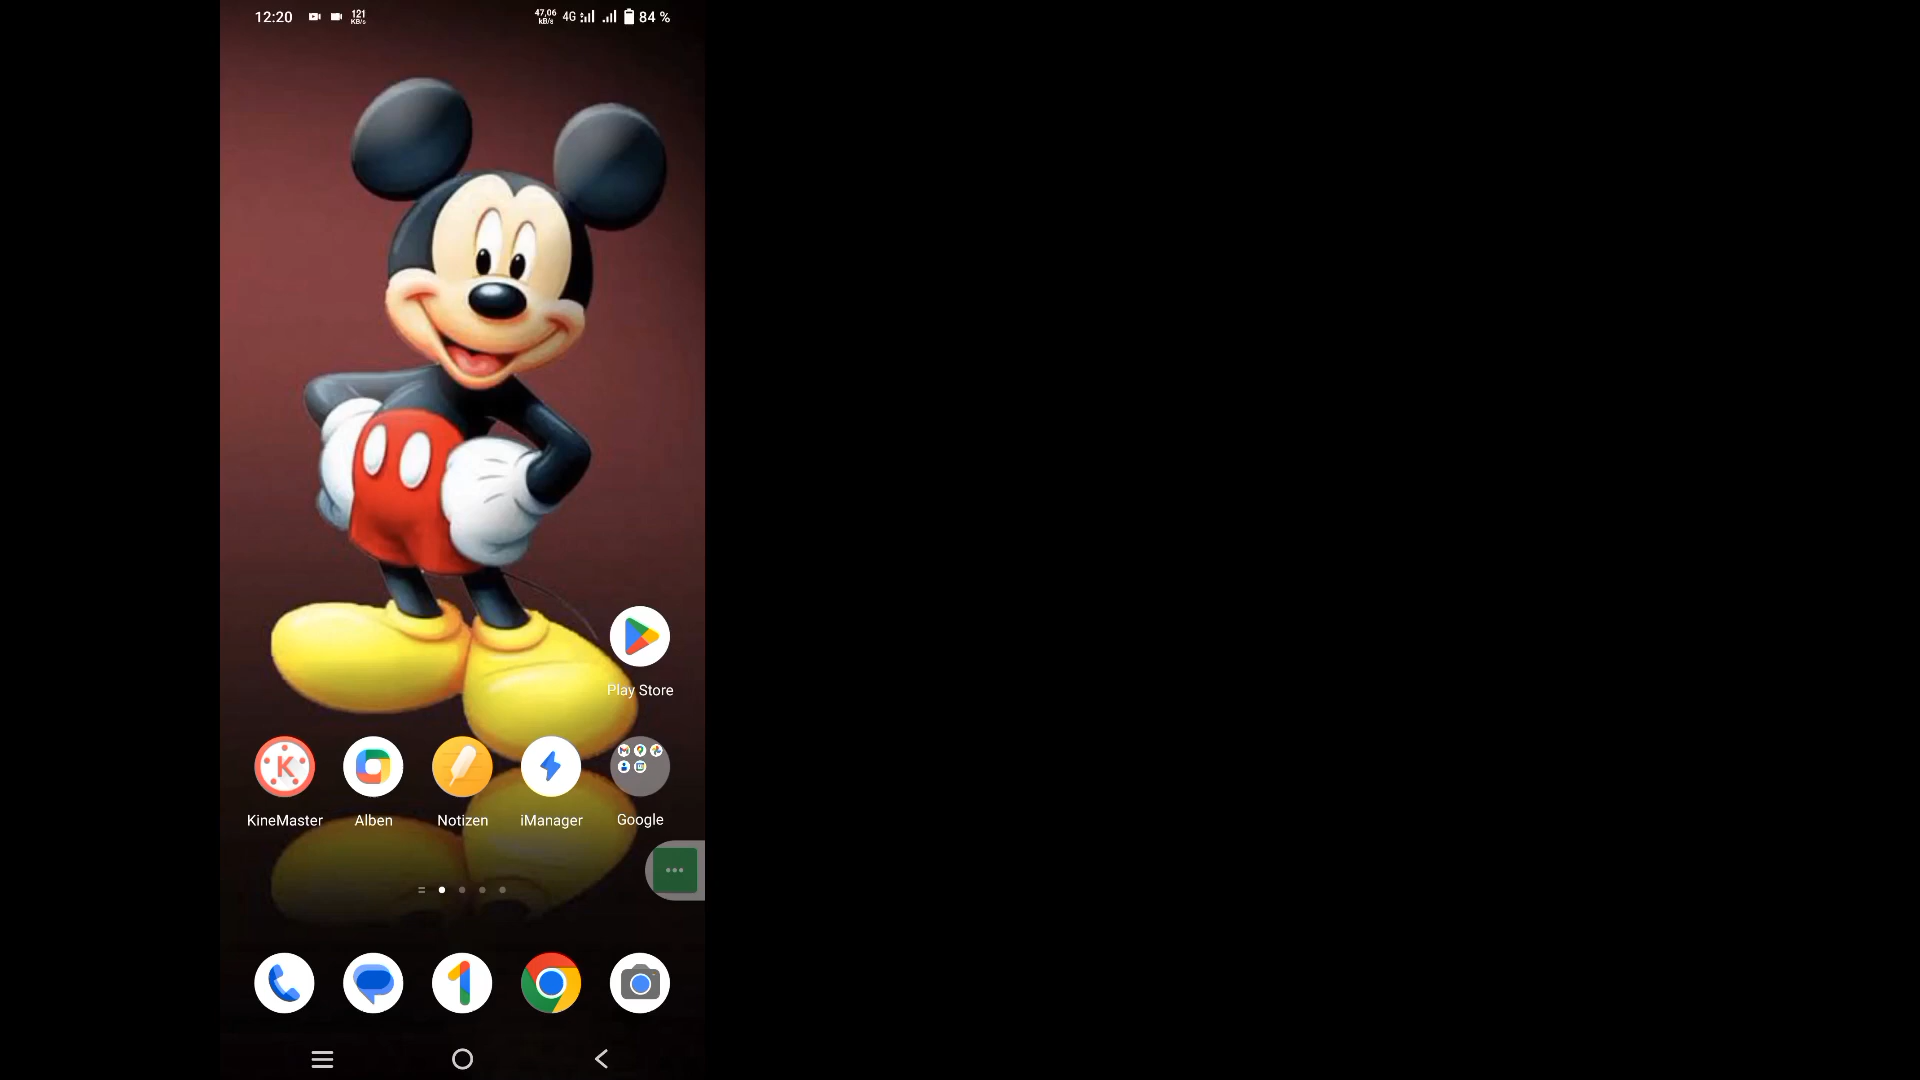 12:20 121 KB/s 47,06 kB/s 4G 84 %
Play Store
KineMaster Alben Notizen iManager Google